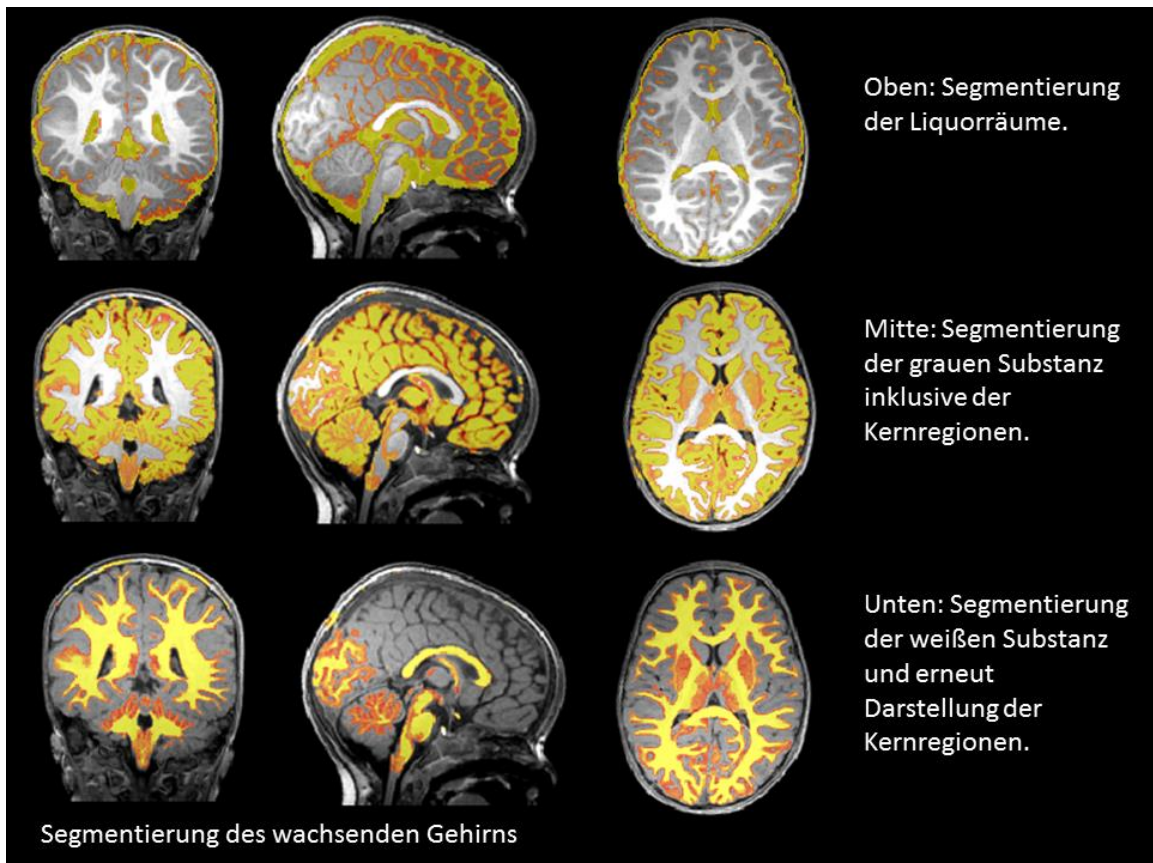 Oben: Segmentierung
der Liquorräume.
Mitte: Segmentierung
der grauen Substanz
inklusive der
Kernregionen.
Unten: Segmentierung
der weißen Substanz
und erneut
Darstellung der
Kernregionen.
Segmentierung des wachsenden Gehirns